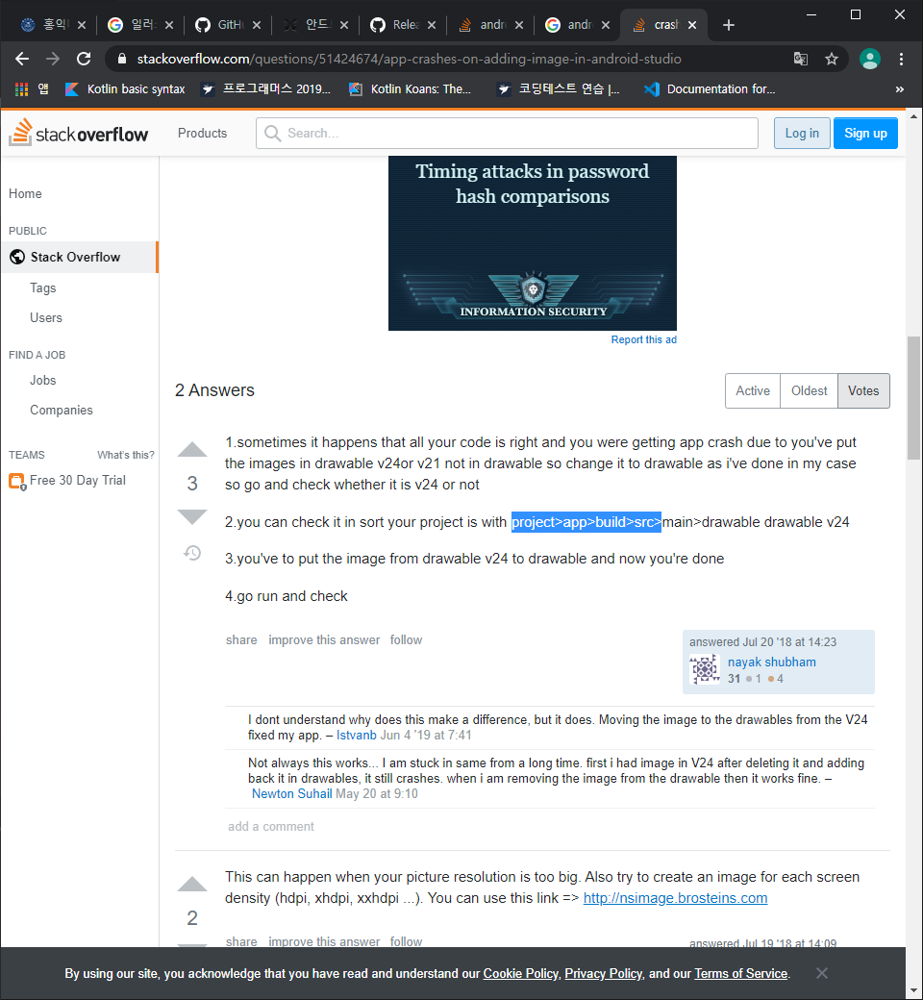 홍익
일러
GitH
안드
Relea
andr
andr
crash
stackoverflow.com/questions/51424674/app-crashes-on-adding-image-in-android-studio
앱
Kotlin basic syntax
프로그래머스 2019...
Kotlin Koans: The...
코딩테스트 연습 |...
Documentation for...
»
stackoverflow
Products
Search...
Log in
Sign up
Timing attacks in password
hash comparisons
INFORMATION SECURITY
Report this ad
Home
PUBLIC
Stack Overflow
Tags
Users
FIND A JOB
Jobs
Companies
TEAMS
What's this?
Free 30 Day Trial
2 Answers
Active
Oldest
Votes
3
1.sometimes it happens that all your code is right and you were getting app crash due to you've put
the images in drawable v24or v21 not in drawable so change it to drawable as i've done in my case
so go and check whether it is v24 or not
2.you can check it in sort your project is with project>app>build>src>main>drawable drawable v24
3.you've to put the image from drawable v24 to drawable and now you're done
4.go run and check
share improve this answer follow
answered Jul 20 '18 at 14:23
nayak shubham
31 1 4
I dont understand why does this make a difference, but it does. Moving the image to the drawables from the V24
fixed my app. – Istvanb Jun 4 '19 at 7:41
Not always this works... I am stuck in same from a long time. first i had image in V24 after deleting it and adding
back it in drawables, it still crashes. when i am removing the image from the drawable then it works fine. –
Newton Suhail May 20 at 9:10
add a comment
2
This can happen when your picture resolution is too big. Also try to create an image for each screen
density (hdpi, xhdpi, xxhdpi ...). You can use this link => http://nsimage.brosteins.com
share improve this answer follow
answered Jul 19 '18 at 14:09
By using our site, you acknowledge that you have read and understand our Cookie Policy, Privacy Policy, and our Terms of Service.